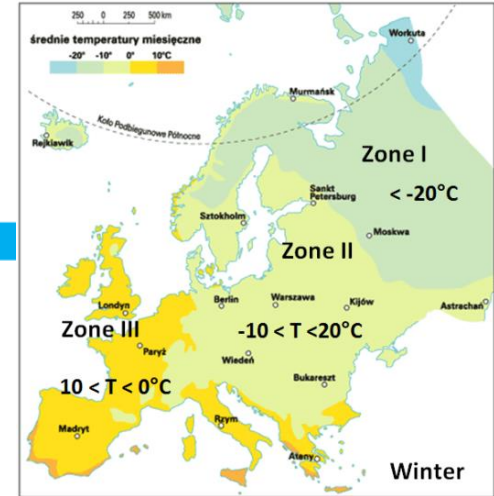 250 0 250 500 km
średnie temperatury miesięczne
-20° -10° 0° 10°
Workuta
Murmańsk
Koło Podbiegunowe Północne
Rejkiawik
Zone I
< -20°C
Sankt
Petersburg
Sztokholm
Moskwa
Zone II
Berlin
Warszawa
Kijów
Astrachań
Londyn
Zone III
-10 < T <20°C
Paryż
Wiedeń
10 < T < 0°C
Bukareszt
Madryt
Rzym
Ateny
Winter